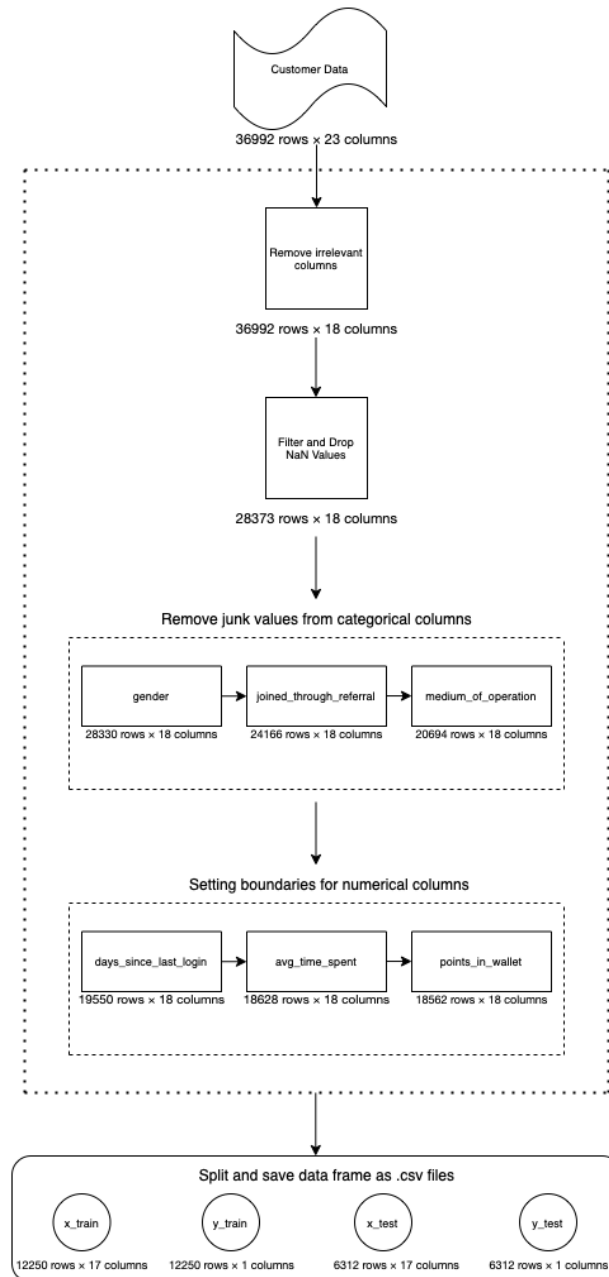 Customer Data
36992 rows × 23 columns
Remove irrelevant
columns
36992 rows × 18 columns
Filter and Drop
NaN Values
28373 rows × 18 columns
Remove junk values from categorical columns
gender
joined_through_referral
medium_of_operation
28330 rows × 18 columns
24166 rows × 18 columns
20694 rows × 18 columns
Setting boundaries for numerical columns
days_since_last_login
avg_time_spent
points_in_wallet
19550 rows × 18 columns
18628 rows × 18 columns
18562 rows × 18 columns
Split and save data frame as .csv files
x_train
y_train
x_test
y_test
12250 rows × 17 columns
12250 rows × 1 columns
6312 rows × 17 columns
6312 rows × 1 columns